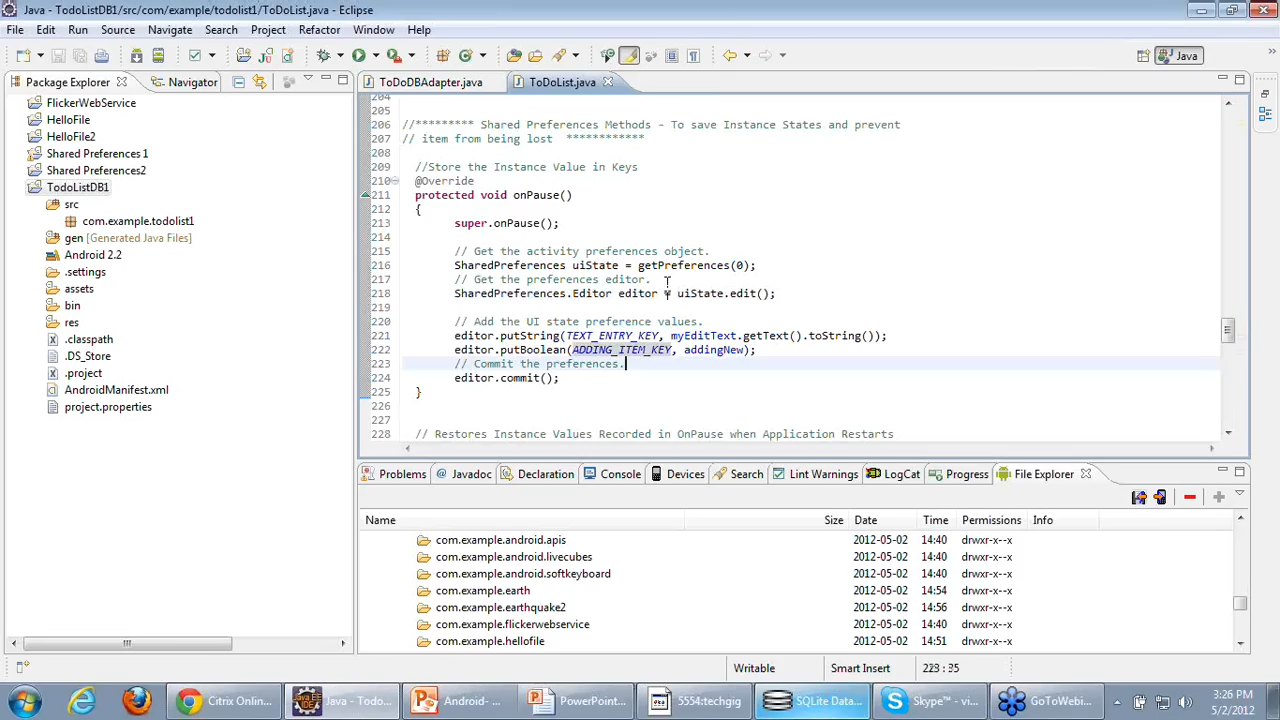 Java - TodoListDB1/src/com/example/todolist1/ToDoList.java - Eclipse
File Edit Run Source Navigate Search Project Refactor Window Help
Java
Package Explorer Navigator
ToDoDBAdapter.java ToDoList.java
FlickerWebService
HelloFile
HelloFile2
Shared Preferences 1
Shared Preferences2
TodoListDB1
src
com.example.todolist1
gen [Generated Java Files]
Android 2.2
.settings
assets
bin
res
.classpath
.DS_Store
.project
AndroidManifest.xml
project.properties
204
205
206 //********* Shared Preferences Methods - To save Instance States and prevent
207 // item from being lost ************
208
209 //Store the Instance Value in Keys
210 @Override
211 protected void onPause()
212 {
213 super.onPause();
214
215 // Get the activity preferences object.
216 SharedPreferences uiState = getPreferences(0);
217 // Get the preferences editor.
218 SharedPreferences.Editor editor = uiState.edit();
219
220 // Add the UI state preference values.
221 editor.putString(TEXT_ENTRY_KEY, myEditText.getText().toString());
222 editor.putBoolean(ADDING_ITEM_KEY, addingNew);
223 // Commit the preferences.
224 editor.commit();
225 }
226
227
228 // Restores Instance Values Recorded in OnPause when Application Restarts
Problems Javadoc Declaration Console Devices Search Lint Warnings LogCat Progress File Explorer
Name Size Date Time Permissions Info
com.example.android.apis 2012-05-02 14:40 drwxr-x--x
com.example.android.livecubes 2012-05-02 14:40 drwxr-x--x
com.example.android.softkeyboard 2012-05-02 14:40 drwxr-x--x
com.example.earth 2012-05-02 14:54 drwxr-x--x
com.example.earthquake2 2012-05-02 14:56 drwxr-x--x
com.example.flickerwebservice 2012-05-02 14:40 drwxr-x--x
com.example.hellofile 2012-05-02 14:51 drwxr-x--x
Writable Smart Insert 223 : 35
Citrix Onlin... Java - Todo... Android- ... PowerPoint... 5554:techgig SQLite Data... Skype™ - vi... GoToWebi... 3:26 PM
5/2/2012